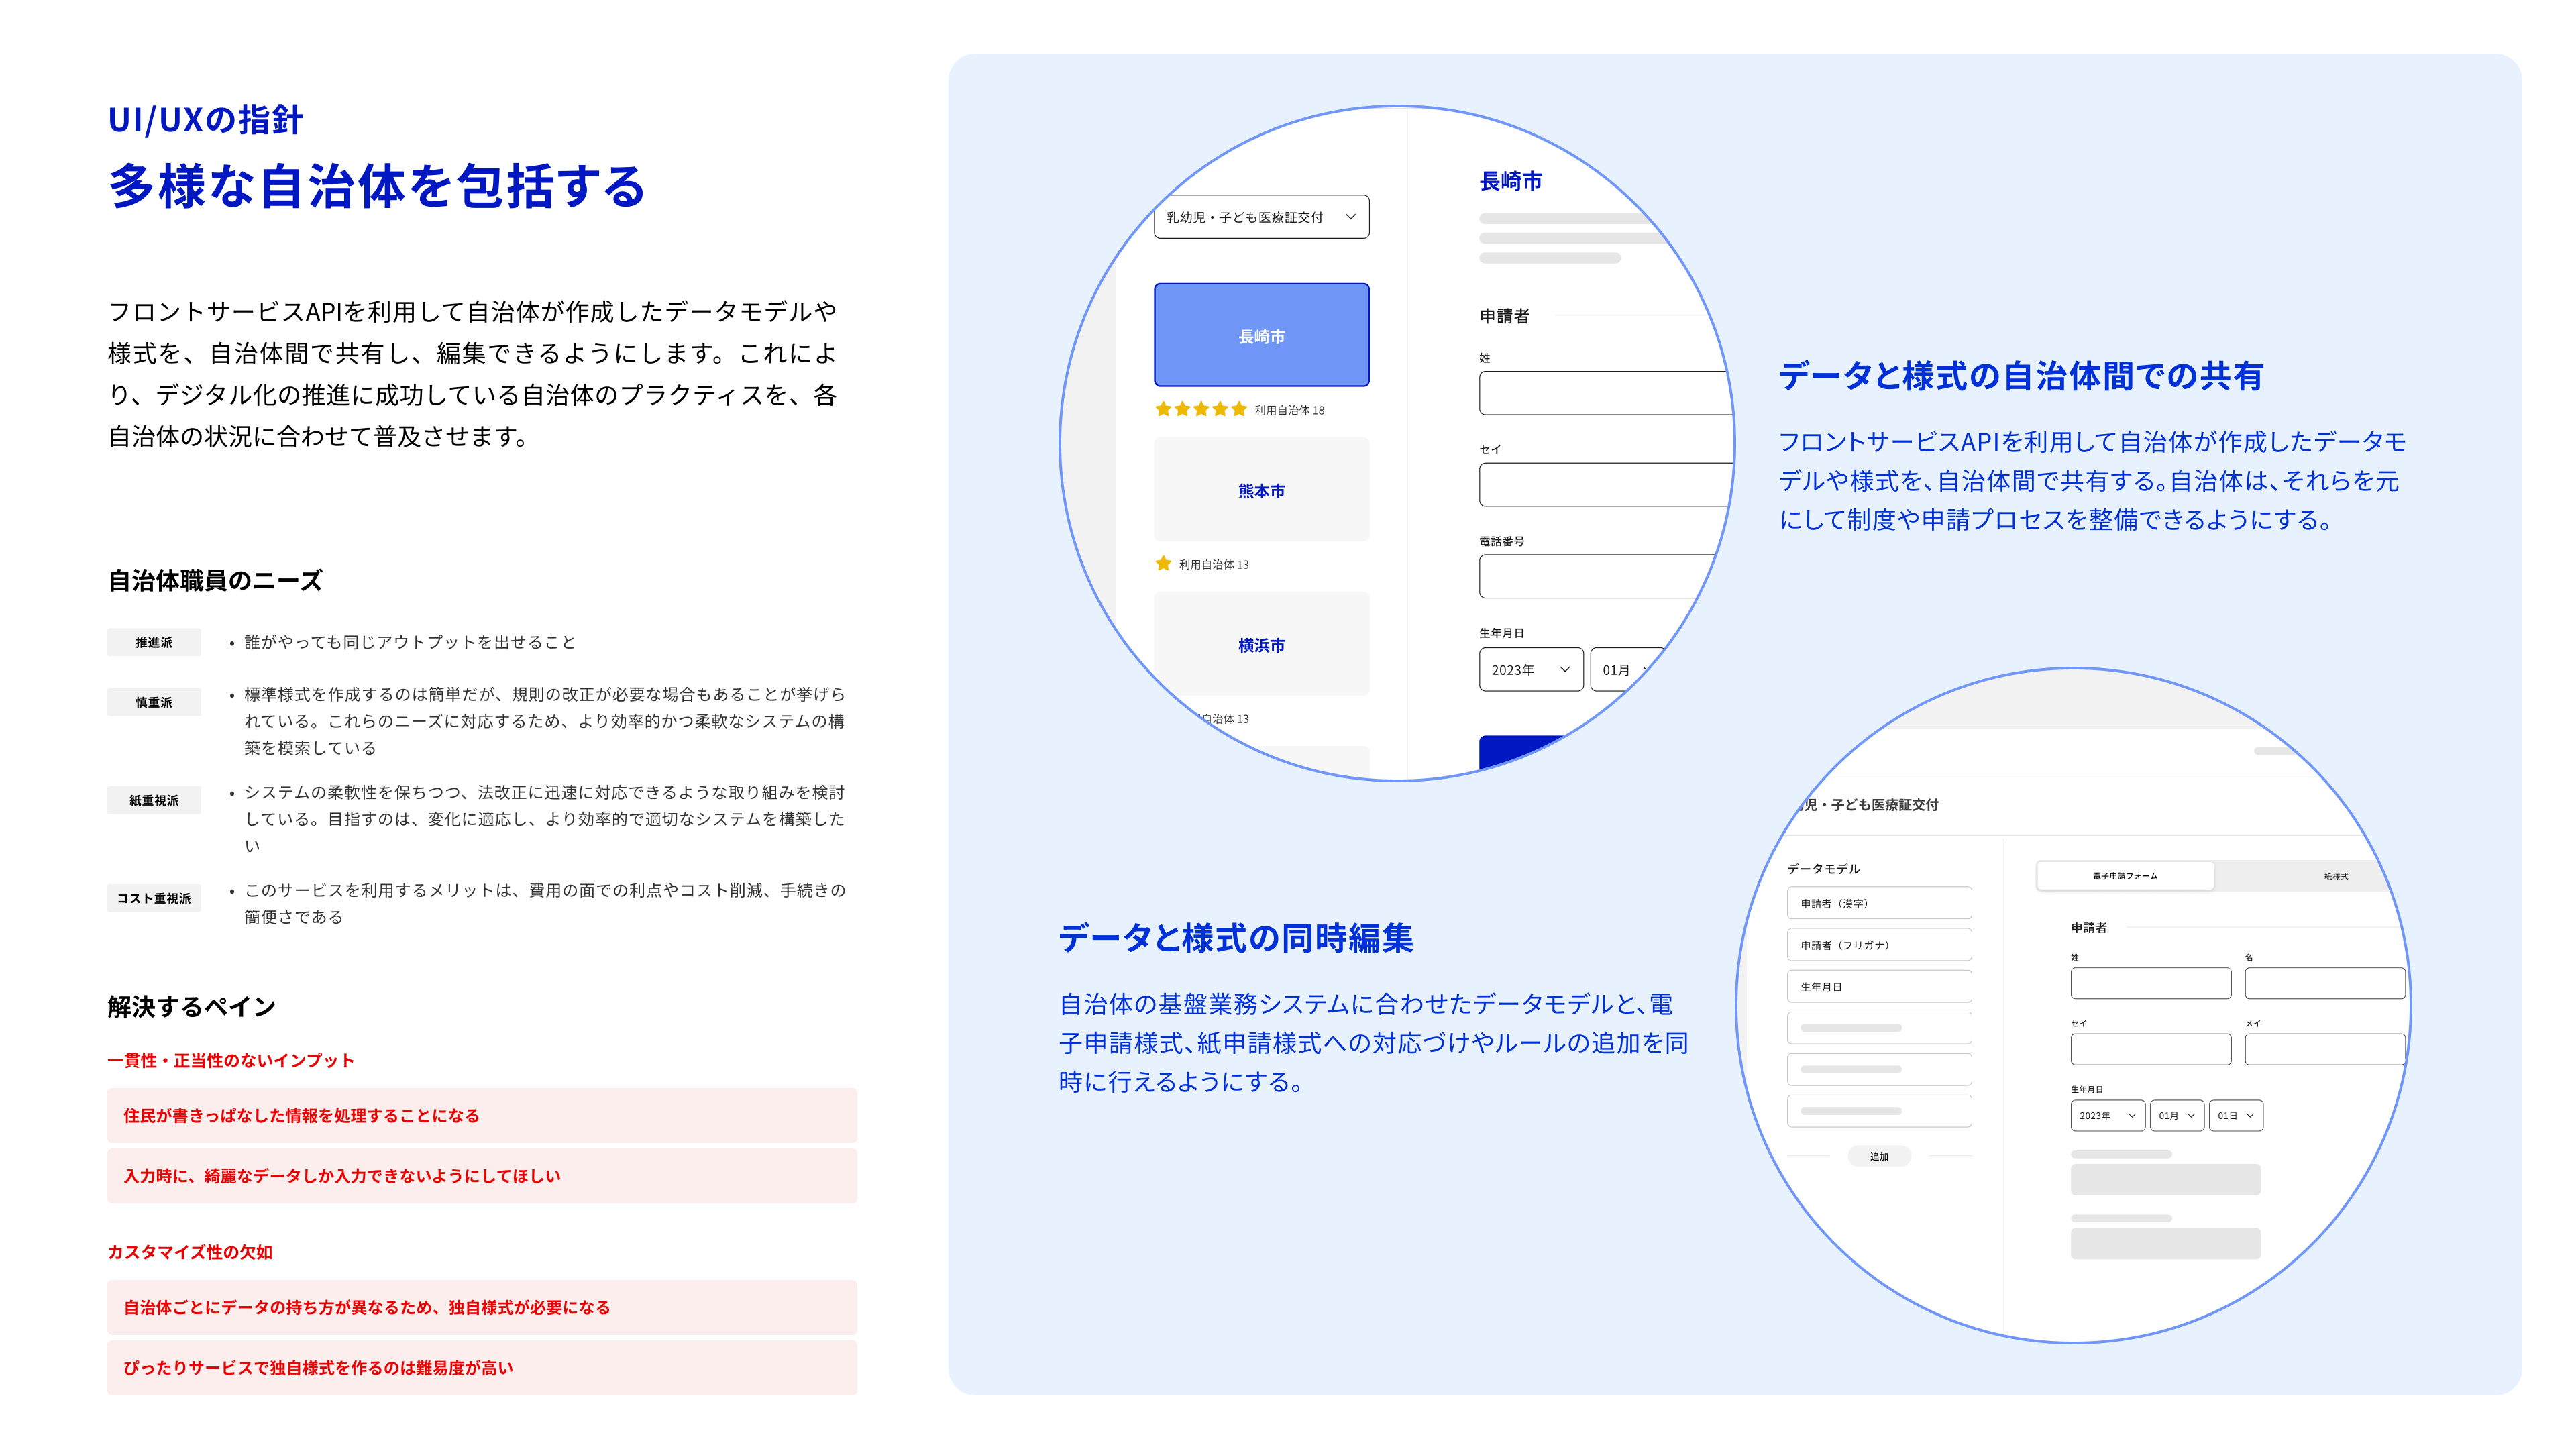 UI/UXの指針
多様な自治体を包括する
フロントサービスAPIを利用して自治体が作成したデータモデルや
様式を、自治体間で共有し、編集できるようにします。これによ
り、デジタル化の推進に成功している自治体のプラクティスを、各
自治体の状況に合わせて普及させます。
自治体職員のニーズ
推進派
• 誰がやっても同じアウトプットを出せること
慎重派
• 標準様式を作成するのは簡単だが、規則の改正が必要な場合もあることが挙げら
れている。これらのニーズに対応するため、より効率的かつ柔軟なシステムの構
築を模索している
紙重視派
• システムの柔軟性を保ちつつ、法改正に迅速に対応できるような取り組みを検討
している。目指すのは、変化に適応し、より効率的で適切なシステムを構築した
い
コスト重視派
• このサービスを利用するメリットは、費用の面での利点やコスト削減、手続きの
簡便さである
解決するペイン
一貫性・正当性のないインプット
住民が書きっぱなした情報を処理することになる
入力時に、綺麗なデータしか入力できないようにしてほしい
カスタマイズ性の欠如
自治体ごとにデータの持ち方が異なるため、独自様式が必要になる
ぴったりサービスで独自様式を作るのは難易度が高い
乳幼児・子ども医療証交付
長崎市
利用自治体 18
熊本市
利用自治体 13
横浜市
自治体 13
長崎市
申請者
姓
セイ
電話番号
生年月日
2023年
01月
データと様式の自治体間での共有
フロントサービスAPIを利用して自治体が作成したデータモ
デルや様式を、自治体間で共有する。自治体は、それらを元
にして制度や申請プロセスを整備できるようにする。
データと様式の同時編集
自治体の基盤業務システムに合わせたデータモデルと、電
子申請様式、紙申請様式への対応づけやルールの追加を同
時に行えるようにする。
児・子ども医療証交付
データモデル
申請者（漢字）
申請者（フリガナ）
生年月日
追加
電子申請フォーム
紙様式
申請者
姓
名
セイ
メイ
生年月日
2023年
01月
01日